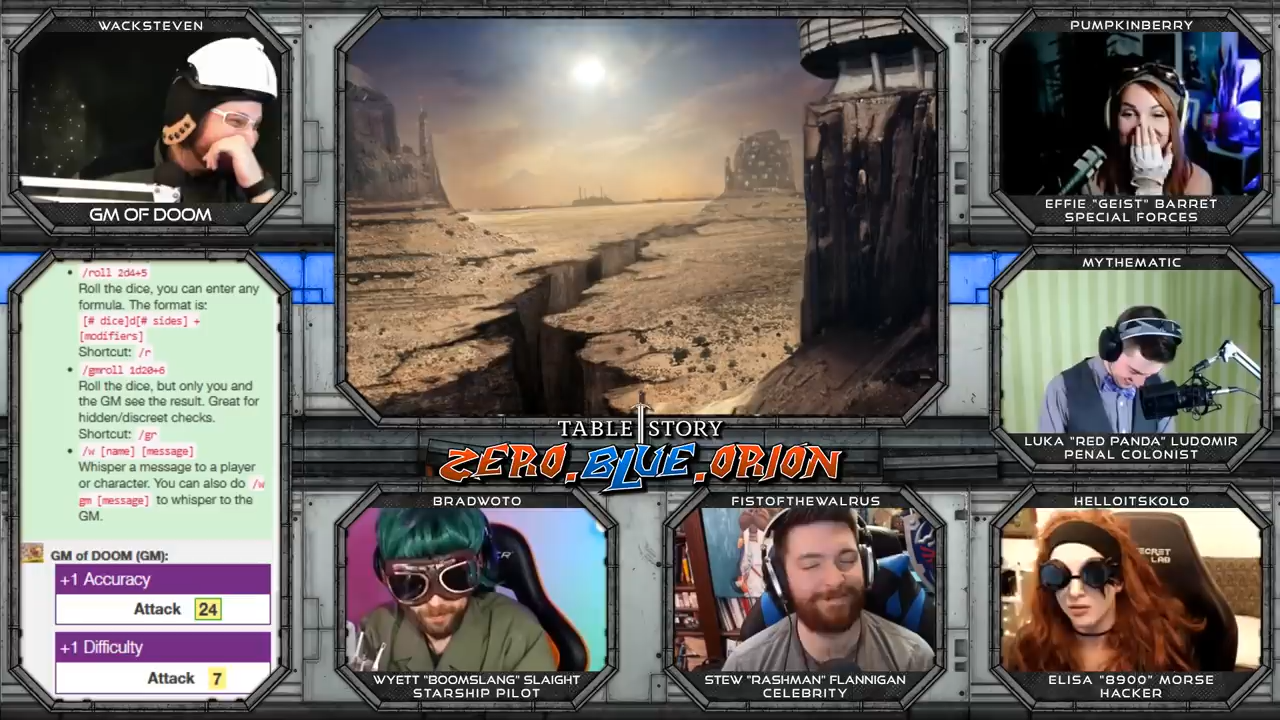 WACKSTEVEN
GM OF DOOM
PUMPKINBERRY
EFFIE "GEIST" BARRET
SPECIAL FORCES
/roll 2d4+5
Roll the dice, you can enter any
formula. The format is:
[# dice]d[# sides] +
[modifiers]
Shortcut: /r
/gmroll 1d20+6
Roll the dice, but only you and
the GM see the result. Great for
hidden/discreet checks.
Shortcut: /gr
/w [name] [message]
Whisper a message to a player
or character. You can also do /w
gm [message] to whisper to the
GM.
GM of DOOM (GM):
+1 Accuracy
Attack 24
+1 Difficulty
Attack 7
MYTHEMATIC
LUKA "RED PANDA" LUDOMIR
PENAL COLONIST
TABLE STORY
ZERO.BLUE.ORION
BRADWOTO
WYETT "BOOMSLANG" SLAIGHT
STARSHIP PILOT
FISTOFTHEWALRUS
STEW "RASHMAN" FLANNIGAN
CELEBRITY
HELLOITSKOLO
SECRET
LAB
ELISA "B900" MORSE
HACKER